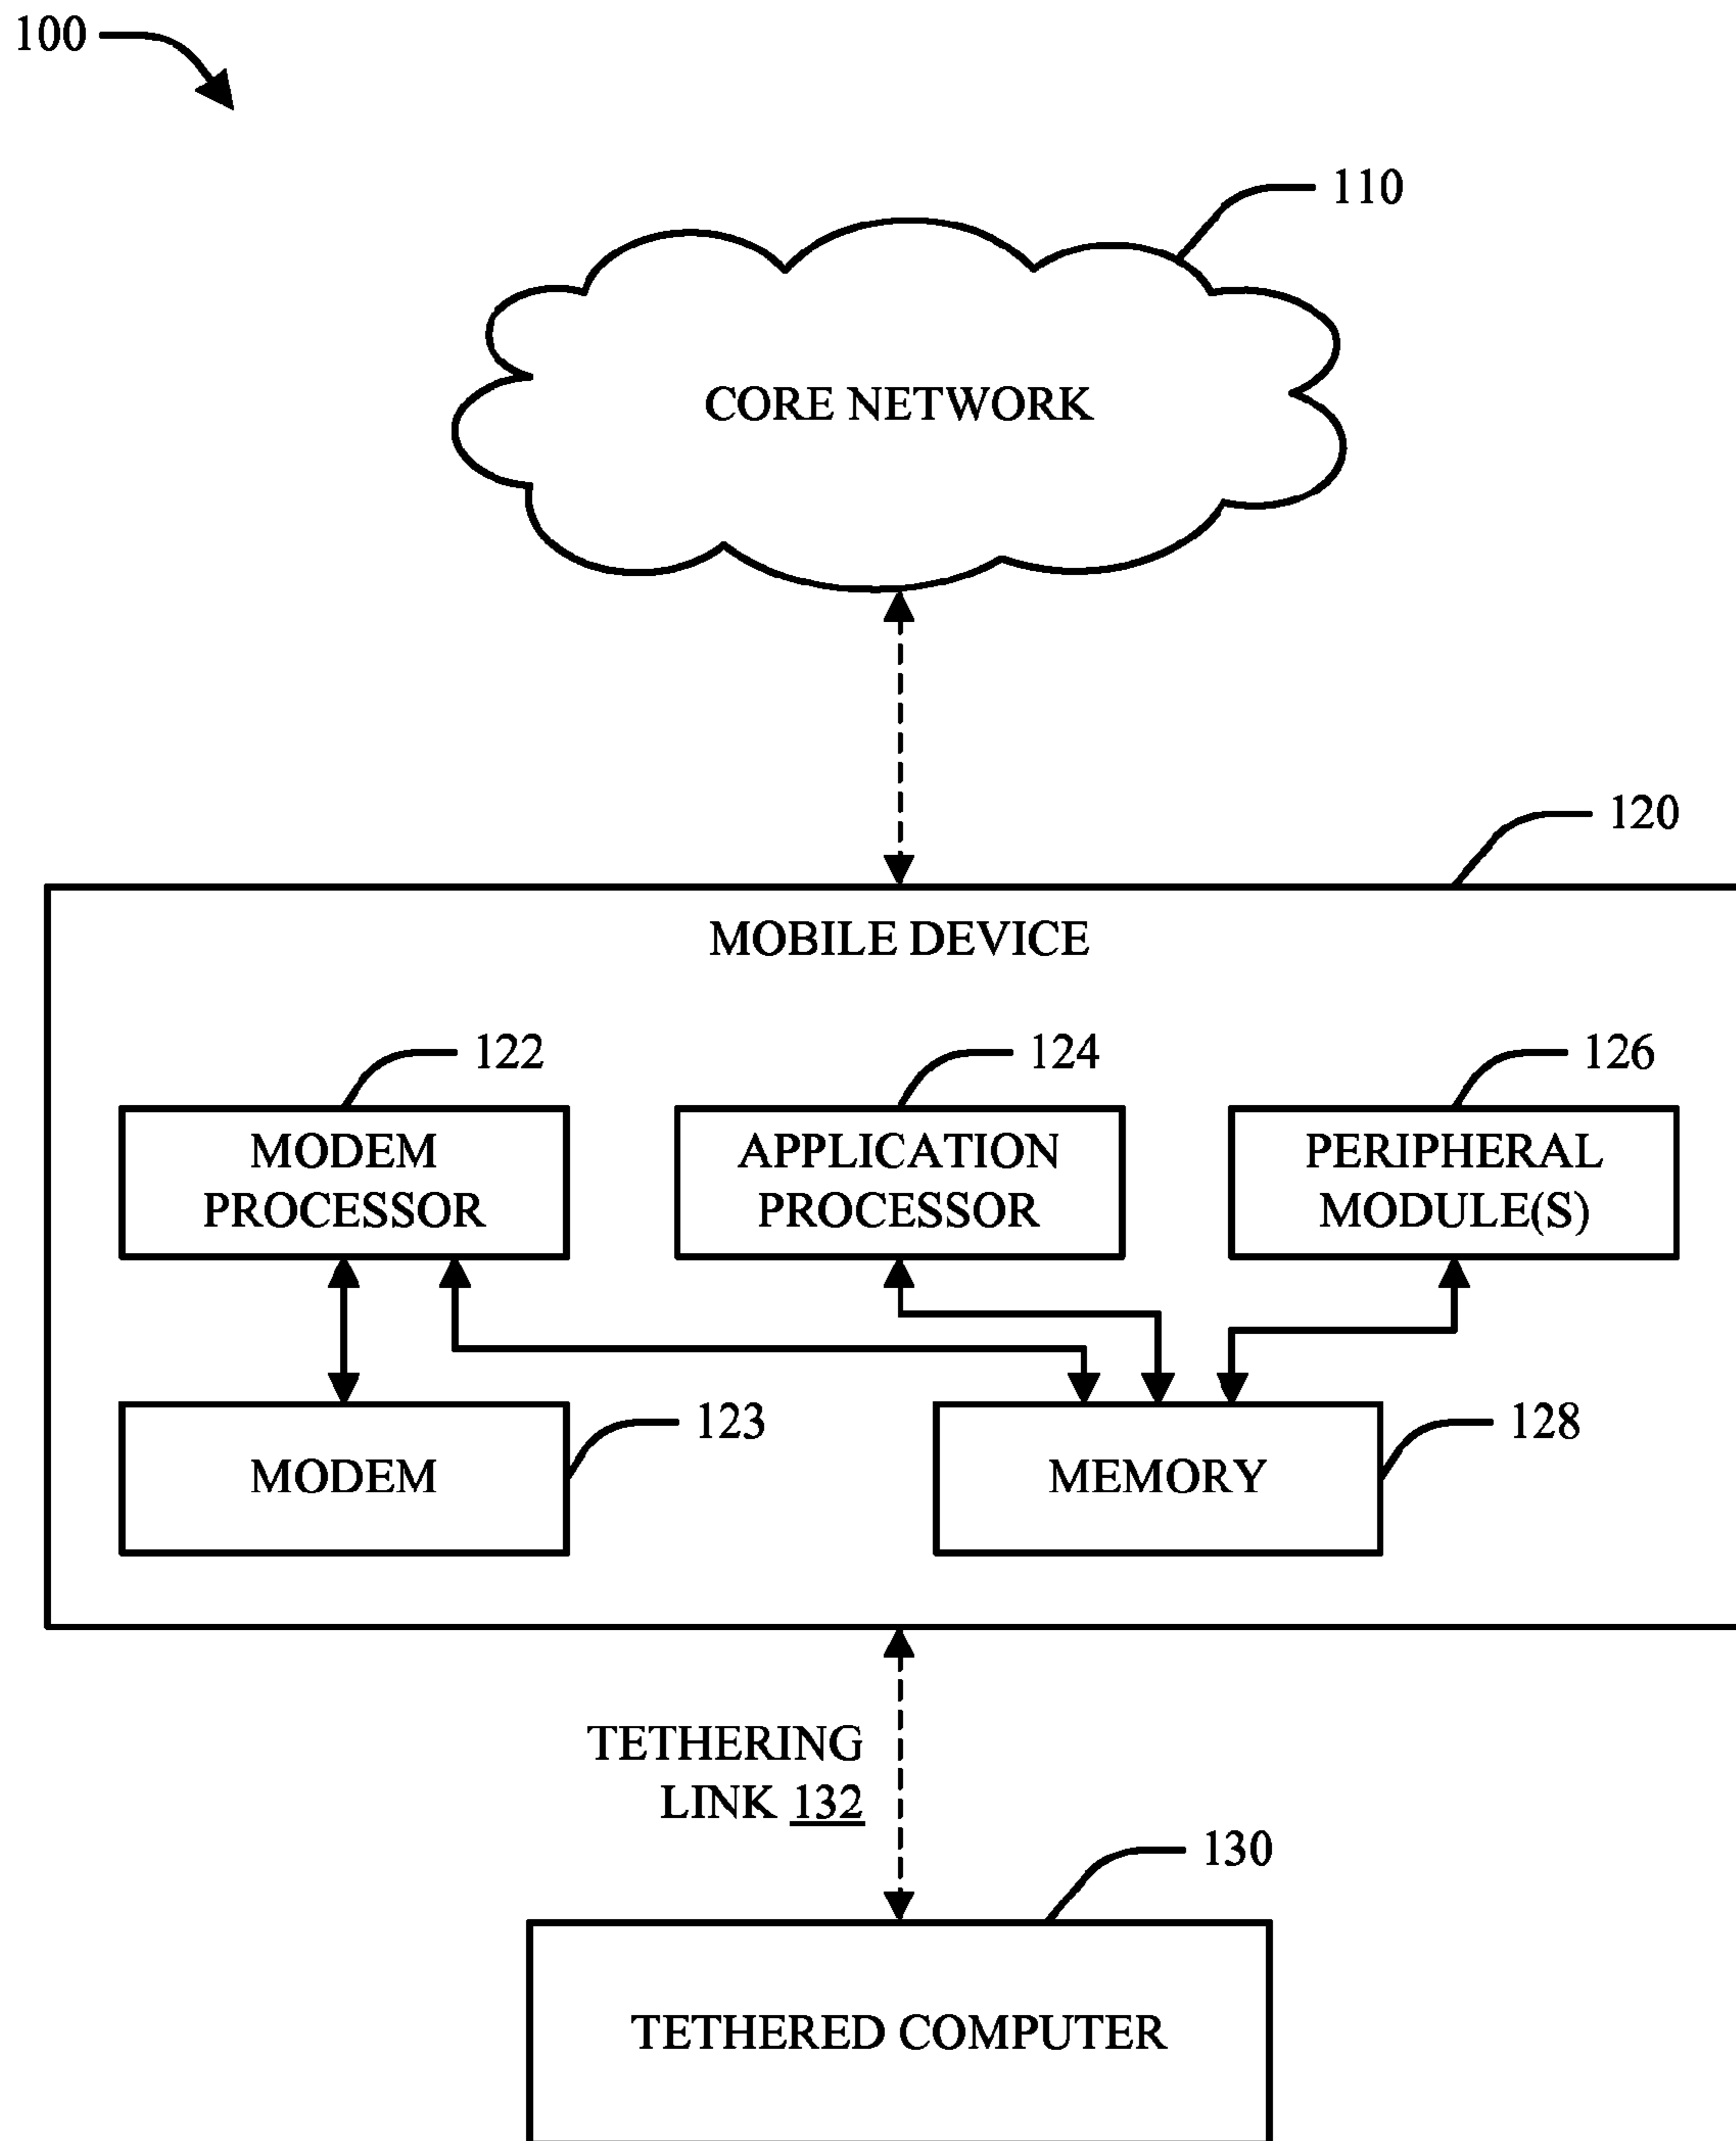 100
110
CORE NETWORK
120
MOBILE DEVICE
122
124
126
MODEM
PROCESSOR
APPLICATION
PROCESSOR
PERIPHERAL
MODULE(S)
123
128
MODEM
MEMORY
TETHERING
LINK 132
130
TETHERED COMPUTER